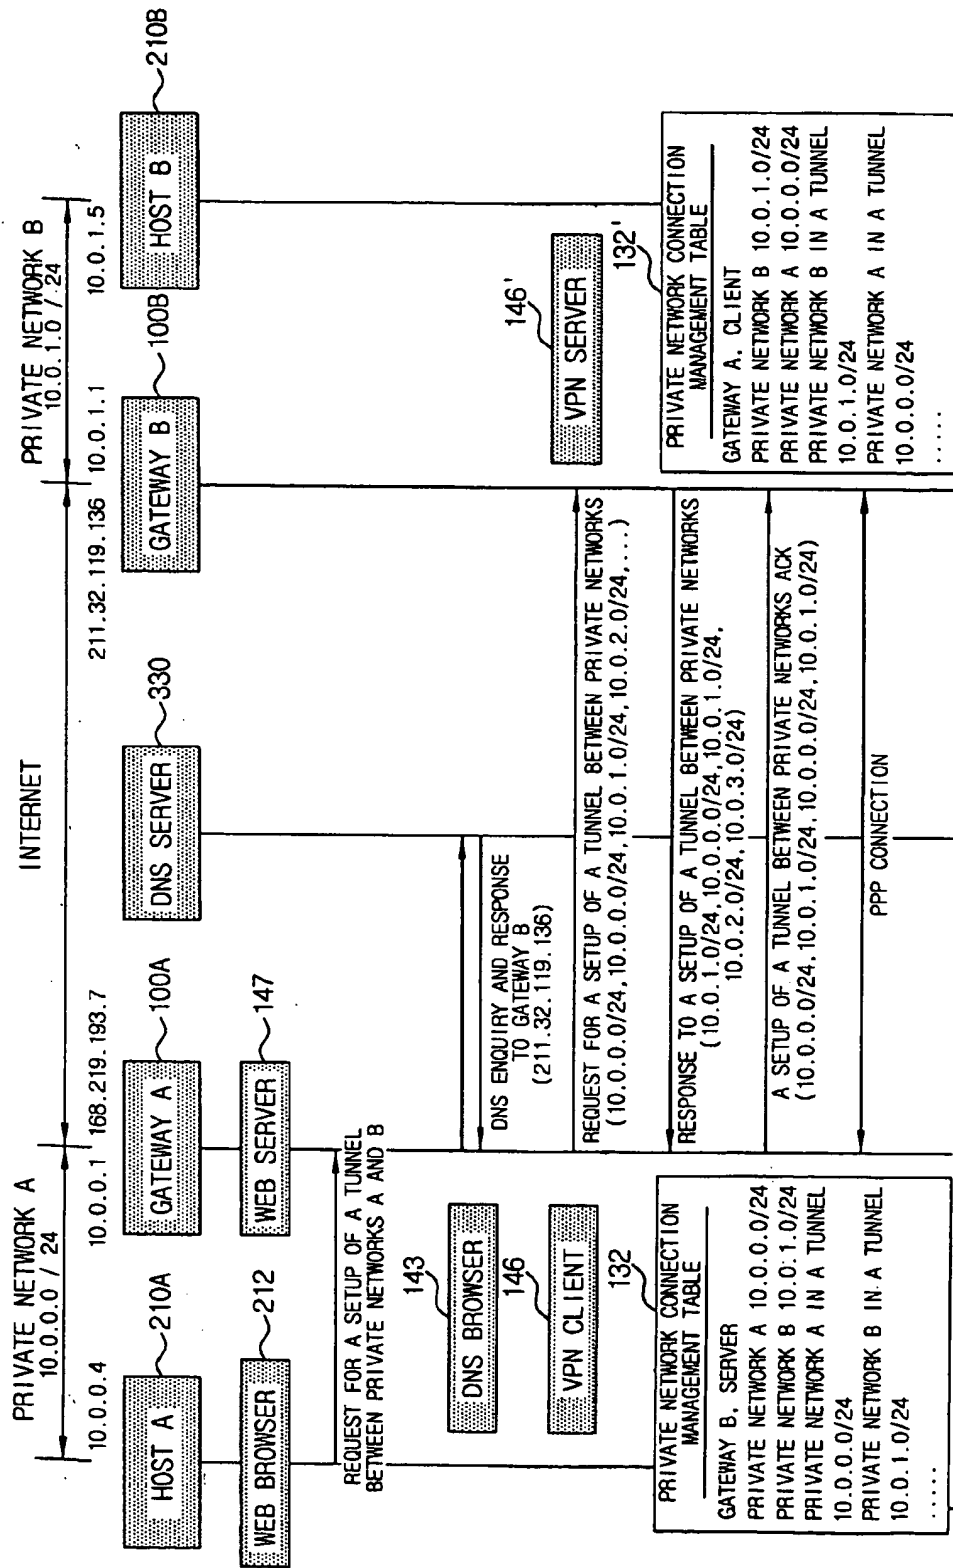 PRIVATE NETWORK A
10.0.0.0 / 24
INTERNET
PRIVATE NETWORK B
10.0.1.0 / 24
10.0.0.4
10.0.0.1
168.219.193.7
211.32.119.136
10.0.1.1
10.0.1.5
210A
100A
330
100B
210B
HOST A
GATEWAY A
DNS SERVER
GATEWAY B
HOST B
212
147
WEB BROWSER
WEB SERVER
REQUEST FOR A SETUP OF A TUNNEL
BETWEEN PRIVATE NETWORKS A AND B
143
DNS BROWSER
DNS ENQUIRY AND RESPONSE
TO GATEWAY B
(211.32.119.136)
146
VPN CLIENT
146'
VPN SERVER
REQUEST FOR A SETUP OF A TUNNEL BETWEEN PRIVATE NETWORKS
(10.0.0.0/24,10.0.0.0/24,10.0.1.0/24,10.0.2.0/24,...)
RESPONSE TO A SETUP OF A TUNNEL BETWEEN PRIVATE NETWORKS
(10.0.1.0/24,10.0.0.0/24,10.0.1.0/24,
10.0.2.0/24,10.0.3.0/24)
A SETUP OF A TUNNEL BETWEEN PRIVATE NETWORKS ACK
(10.0.0.0/24,10.0.1.0/24,10.0.0.0/24,10.0.1.0/24)
PPP CONNECTION
132
PRIVATE NETWORK CONNECTION
MANAGEMENT TABLE
GATEWAY B, SERVER
PRIVATE NETWORK A 10.0.0.0/24
PRIVATE NETWORK B 10.0.1.0/24
PRIVATE NETWORK A IN A TUNNEL
10.0.0.0/24
PRIVATE NETWORK B IN A TUNNEL
10.0.1.0/24
.....
132'
PRIVATE NETWORK CONNECTION
MANAGEMENT TABLE
GATEWAY A, CLIENT
PRIVATE NETWORK B 10.0.1.0/24
PRIVATE NETWORK A 10.0.0.0/24
PRIVATE NETWORK B IN A TUNNEL
10.0.1.0/24
PRIVATE NETWORK A IN A TUNNEL
10.0.0.0/24
.....